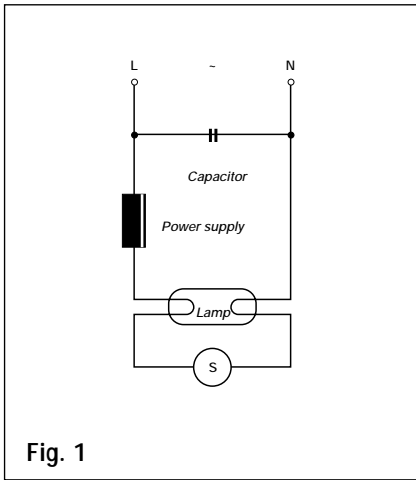 L ~ N
Capacitor
Power supply
Lamp
S
Fig. 1